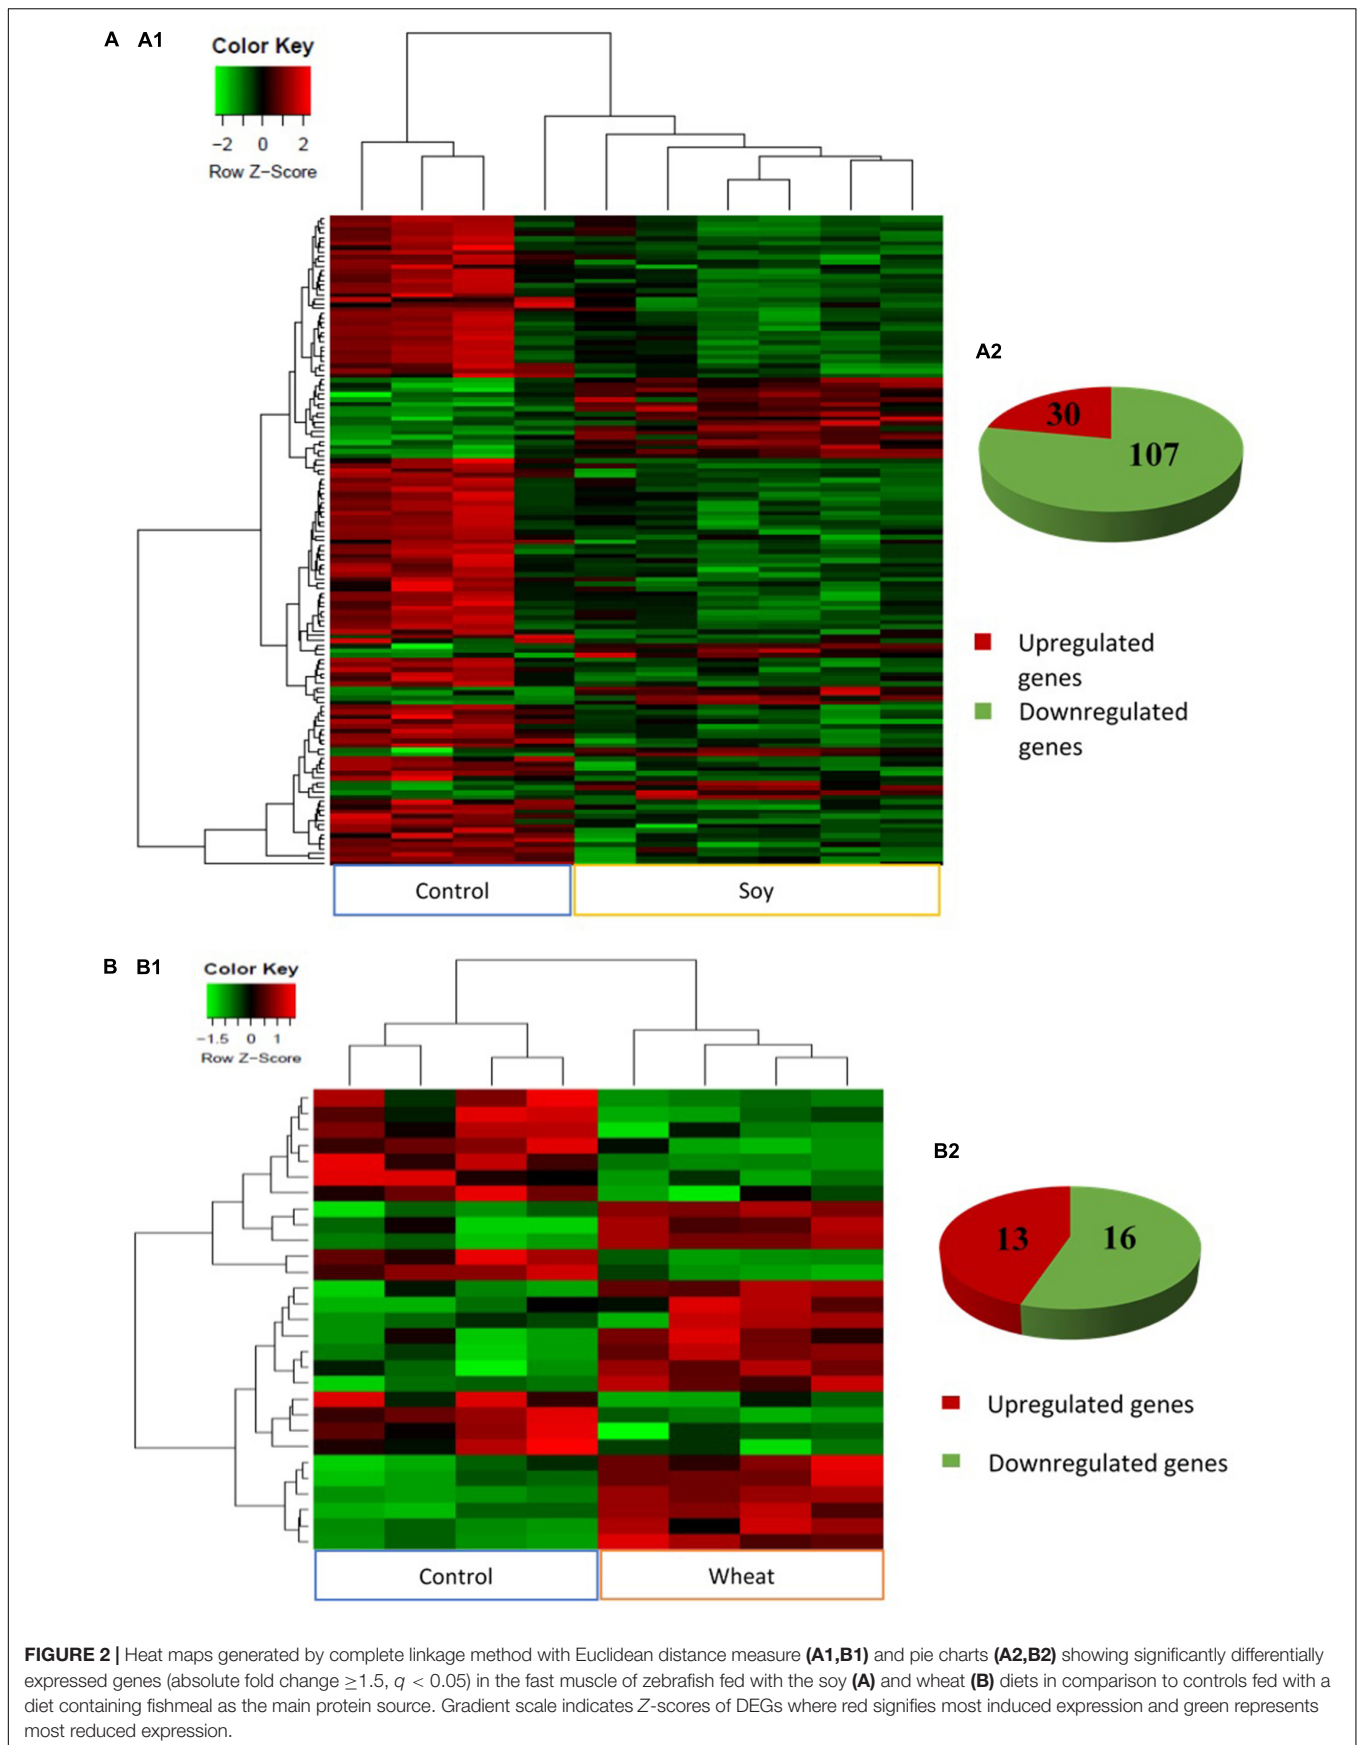 A A1
Color Key
−2 0 2
Row Z−Score
A2
30
107
Upregulated
genes
Downregulated
genes
Control
Soy
B B1
Color Key
−1.5 0 1
Row Z−Score
B2
13
16
Upregulated genes
Downregulated genes
Control
Wheat
FIGURE 2 | Heat maps generated by complete linkage method with Euclidean distance measure (A1,B1) and pie charts (A2,B2) showing significantly differentially
expressed genes (absolute fold change ≥1.5, q < 0.05) in the fast muscle of zebrafish fed with the soy (A) and wheat (B) diets in comparison to controls fed with a
diet containing fishmeal as the main protein source. Gradient scale indicates Z-scores of DEGs where red signifies most induced expression and green represents
most reduced expression.